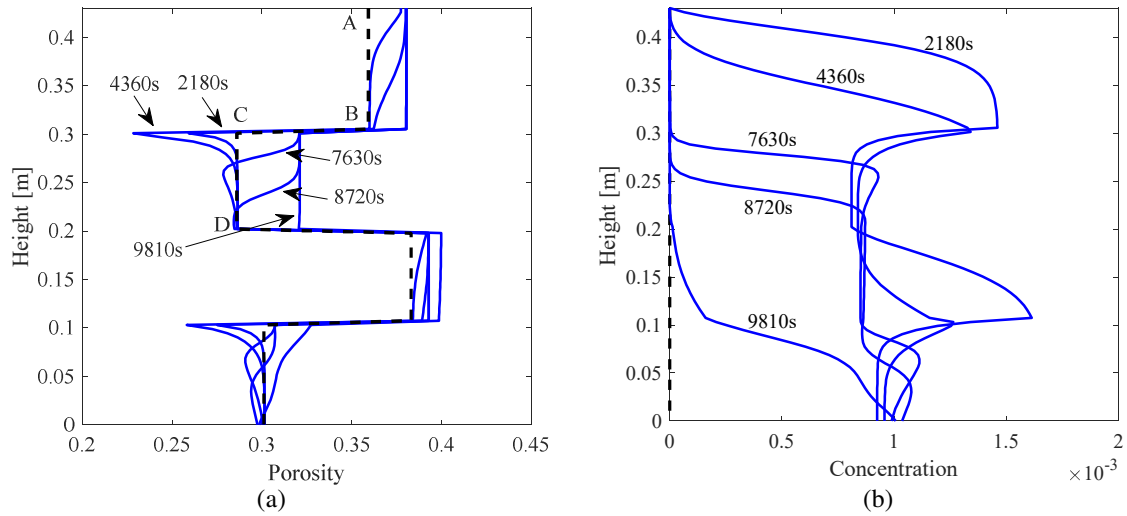 0.4
0.35
0.3
0.25
0.2
0.15
0.1
0.05
0
Height [m]
A
B
C
D
4360s
2180s
7630s
8720s
9810s
0.2
0.25
0.3
0.35
0.4
0.45
Porosity
(a)
0.4
0.35
0.3
0.25
0.2
0.15
0.1
0.05
0
Height [m]
2180s
4360s
7630s
8720s
9810s
0
0.5
1
1.5
2
×10⁻³
Concentration
(b)